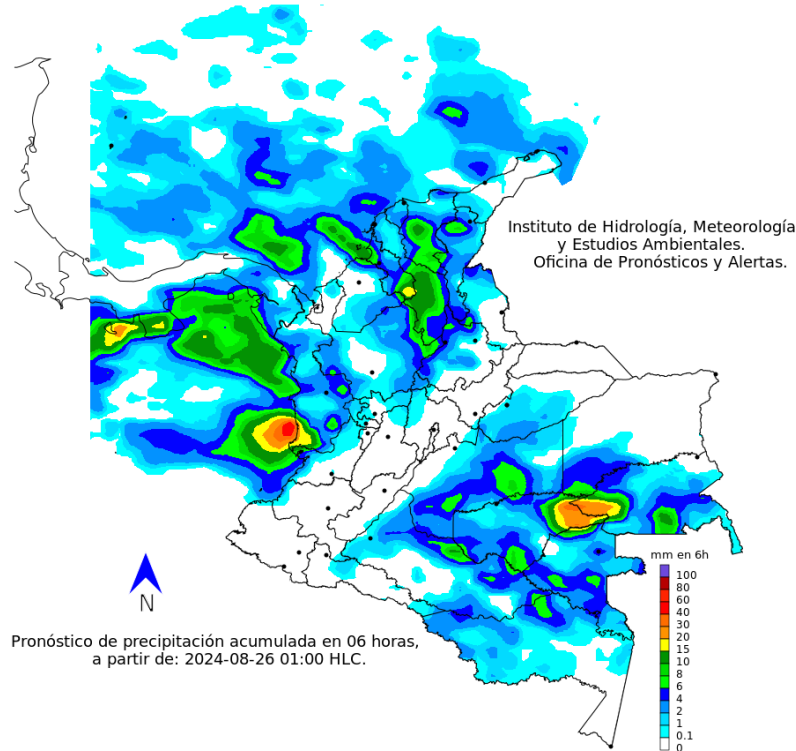 Instituto de Hidrología, Meteorología
y Estudios Ambientales.
Oficina de Pronósticos y Alertas.
mm en 6h
100
80
60
40
30
20
15
10
8
6
4
2
1
0.1
0
N
Pronóstico de precipitación acumulada en 06 horas,
a partir de: 2024-08-26 01:00 HLC.